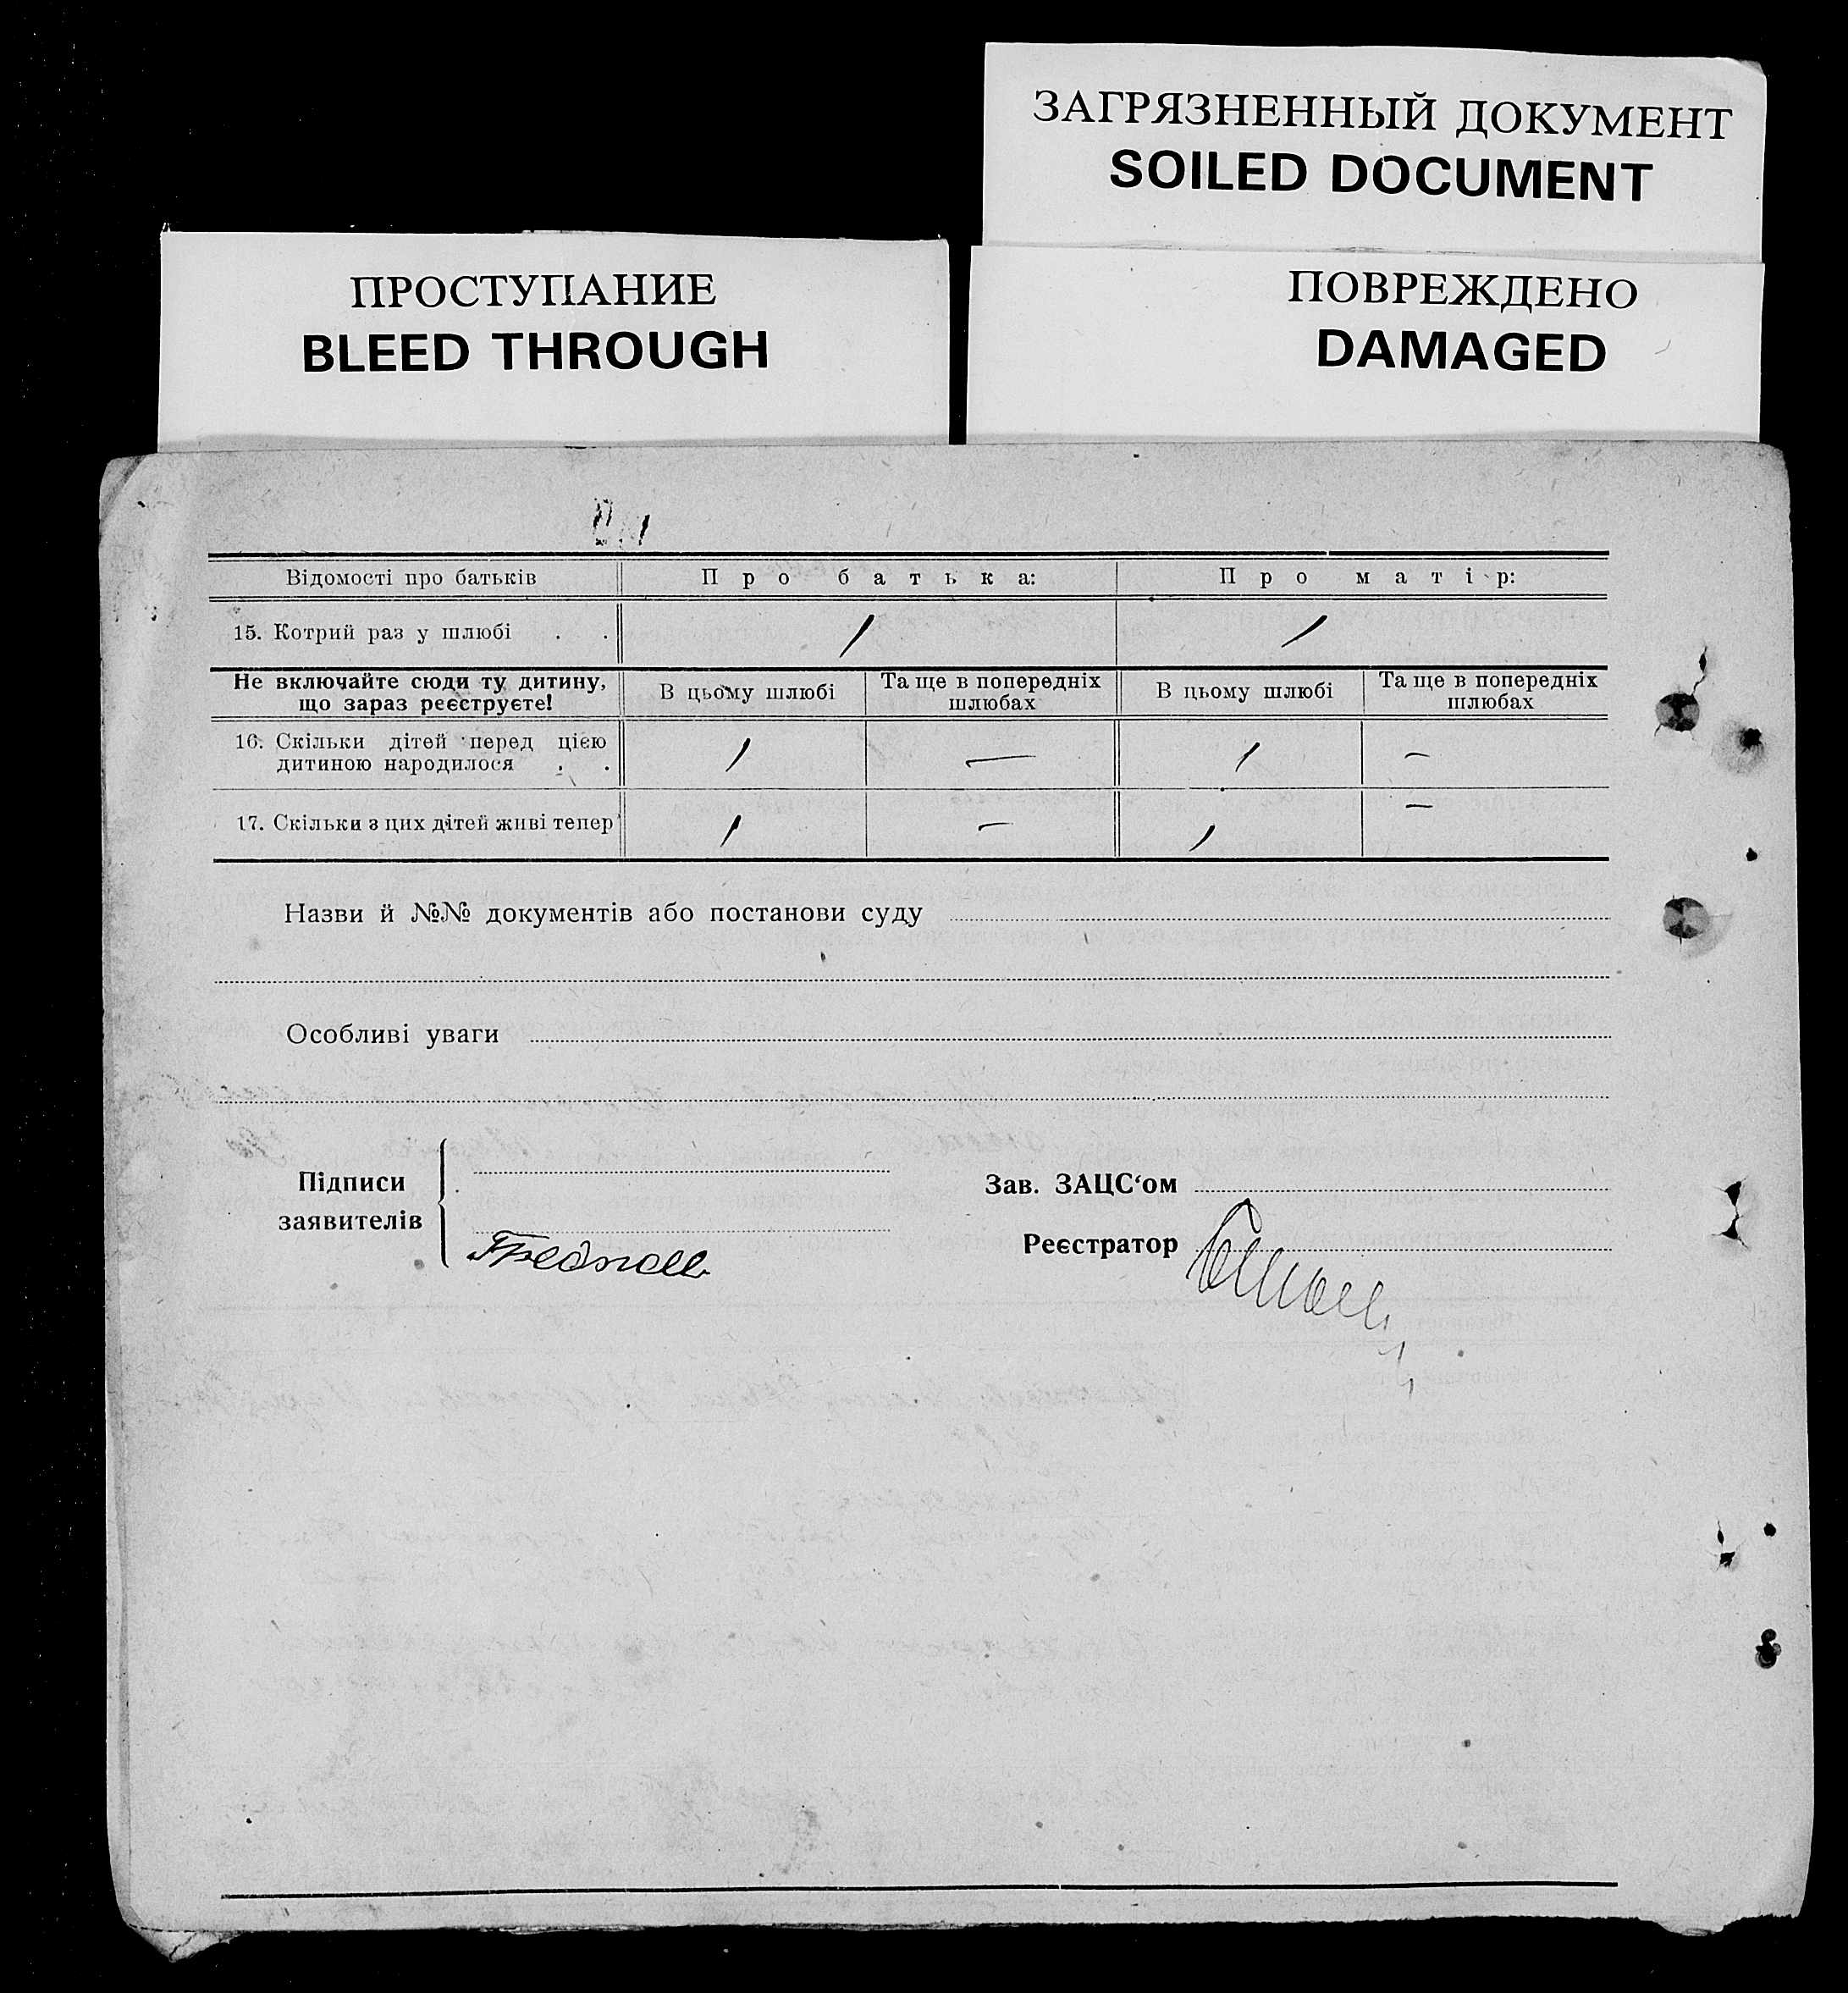 ЗАГРЯЗНЕННЫЙ ДОКУМЕНТ
SOILED DOCUMENT
ПРОСТУПАНИЕ
BLEED THROUGH
ПОВРЕЖДЕНО
DAMAGED
Відомості про батьків Про батька: Про матір:
15. Котрий раз у шлюбі . . 1 1
Не включайте сюди ту дитину,
що зараз реєструєте!
В цьому шлюбі Та ще в попередніх
шлюбах
В цьому шлюбі Та ще в попередніх
шлюбах
16. Скільки дітей перед цією
дитиною народилося . . 1 — 1 —
17. Скільки з цих дітей живі тепер 1 — 1 —
Назви й №№ документів або постанови суду
Особливі уваги
Підписи
заявителів
Зав. ЗАЦС‘ом
Реєстратор